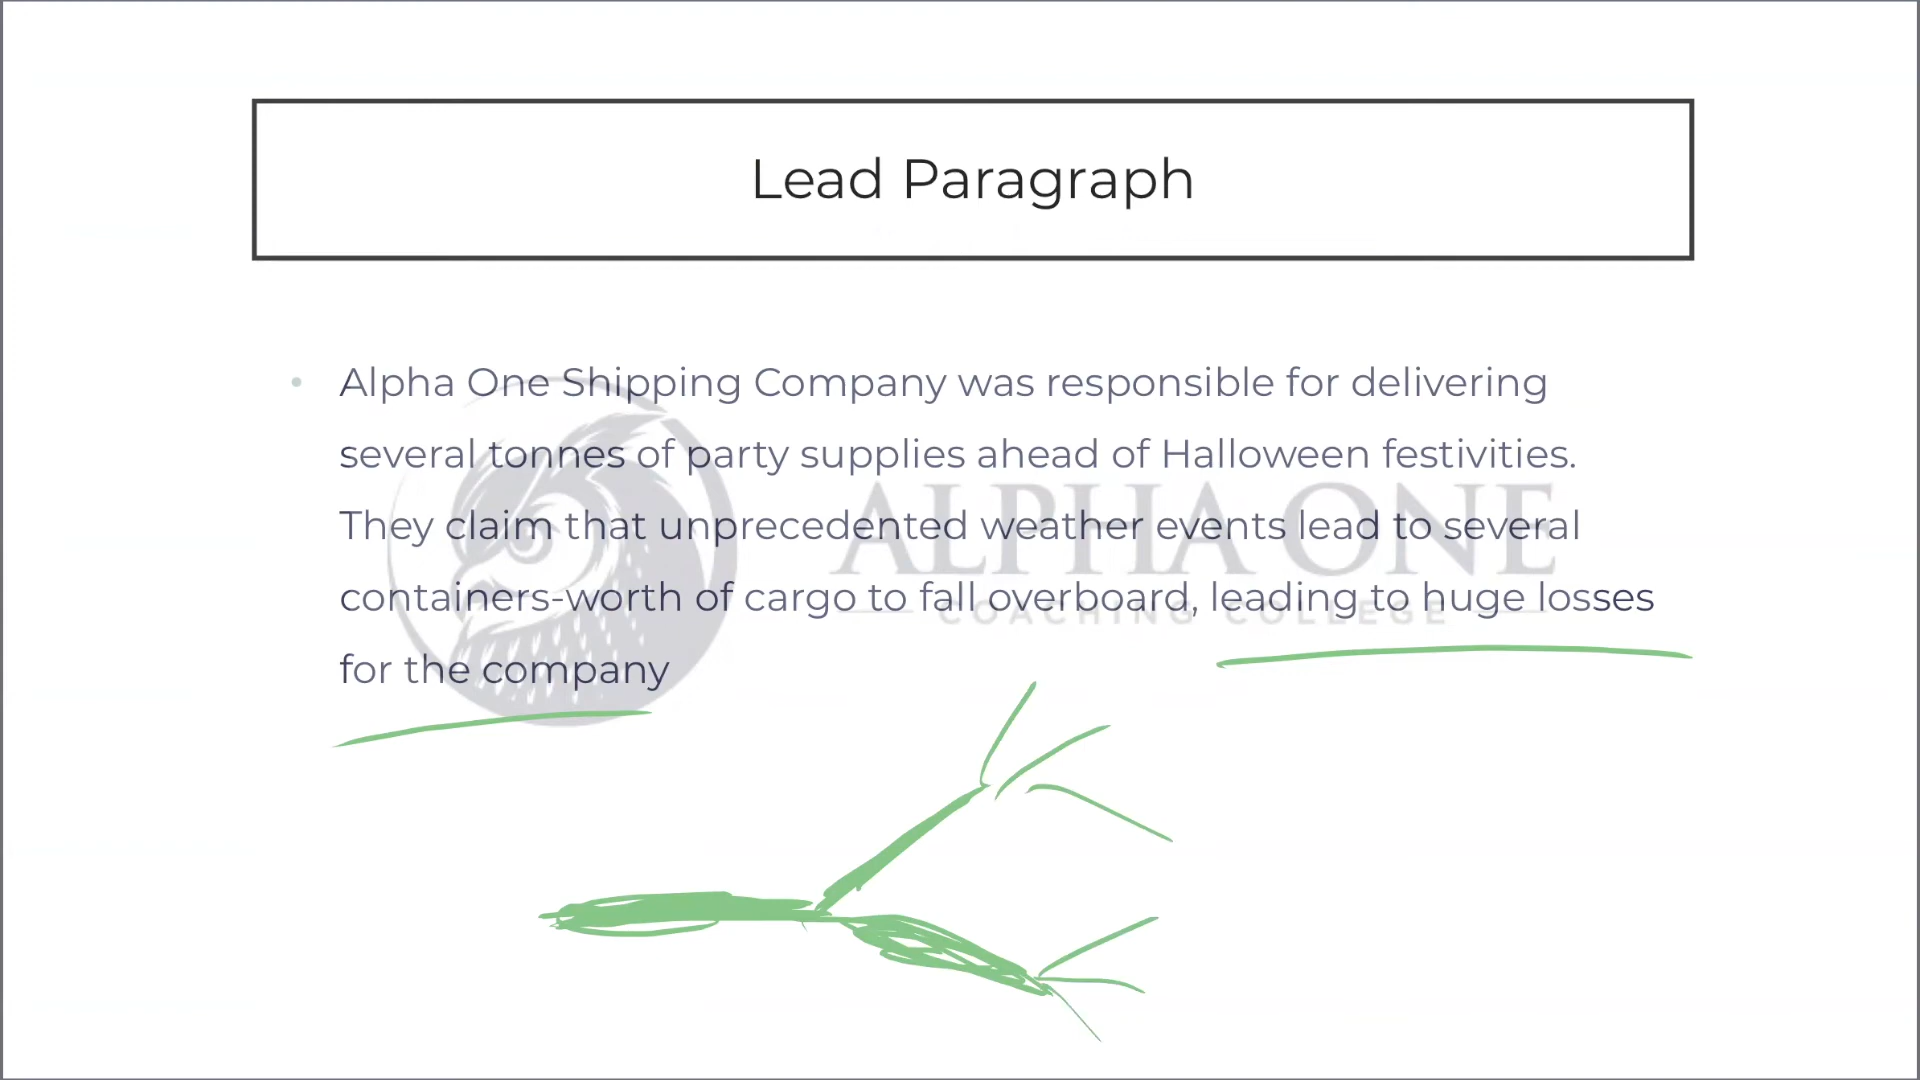 Lead Paragraph
• Alpha One Shipping Company was responsible for delivering
several tonnes of party supplies ahead of Halloween festivities.
They claim that unprecedented weather events lead to several
containers-worth of cargo to fall overboard, leading to huge losses
for the company
ALPHA ONE
COACHING COLLEGE